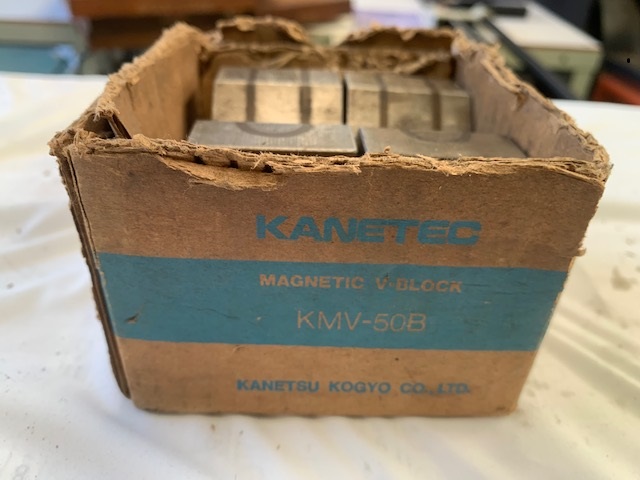 KANETEC
MAGNETIC V-BLOCK
KMV-50B
KANETSU KOGYO CO.,LTD.